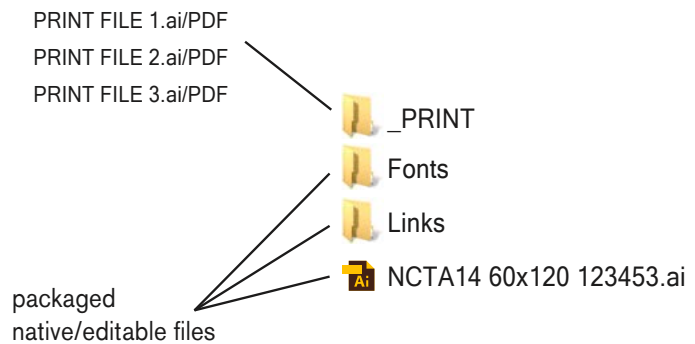 PRINT FILE 1.ai/PDF
PRINT FILE 2.ai/PDF
PRINT FILE 3.ai/PDF
_PRINT
Fonts
Links
Ai NCTA14 60x120 123453.ai
packaged
native/editable files